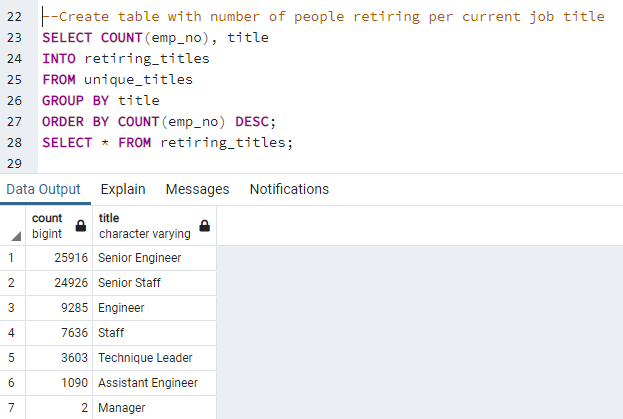 22 --Create table with number of people retiring per current job title
23 SELECT COUNT(emp_no), title
24 INTO retiring_titles
25 FROM unique_titles
26 GROUP BY title
27 ORDER BY COUNT(emp_no) DESC;
28 SELECT * FROM retiring_titles;
29
Data Output Explain Messages Notifications
count title
bigint character varying
1 25916 Senior Engineer
2 24926 Senior Staff
3 9285 Engineer
4 7636 Staff
5 3603 Technique Leader
6 1090 Assistant Engineer
7 2 Manager